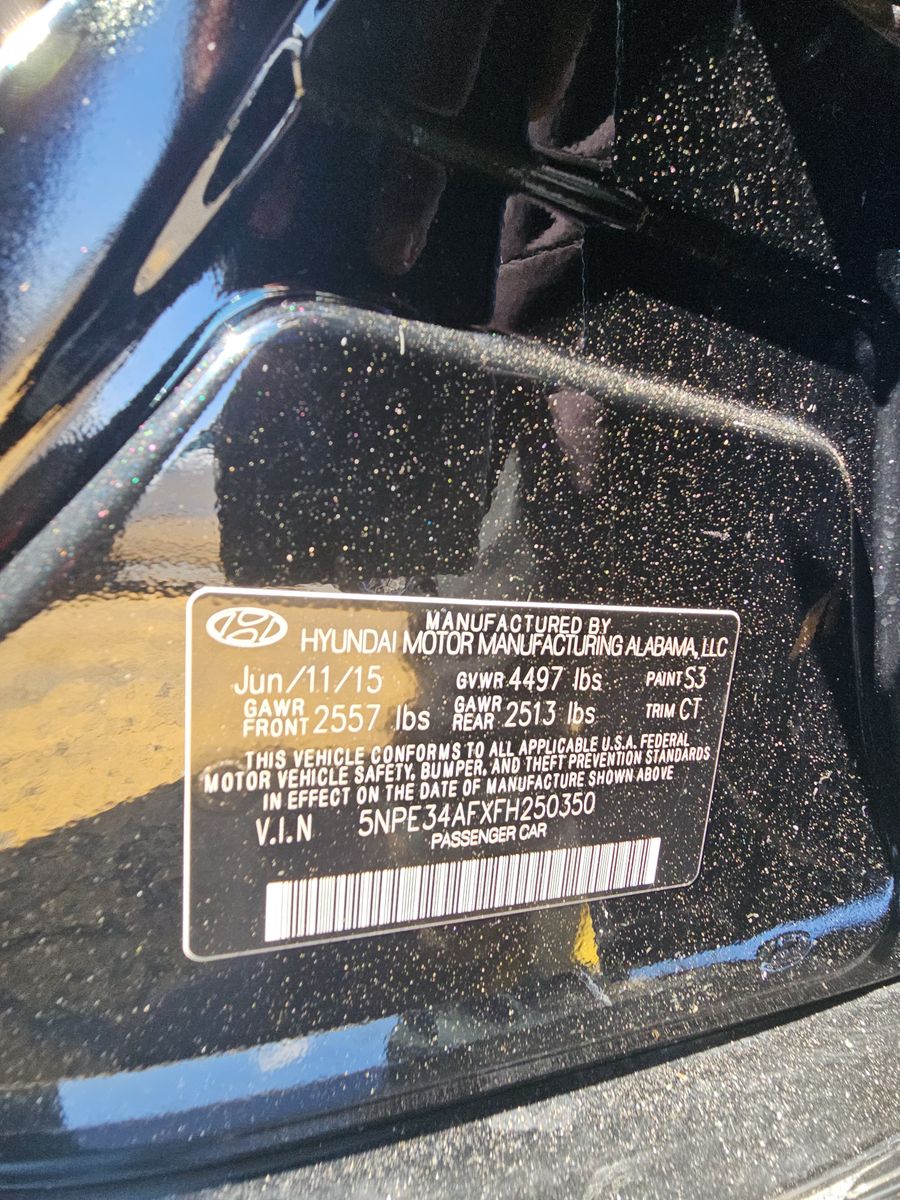 MANUFACTURED BY
HYUNDAI MOTOR MANUFACTURING ALABAMA, LLC
Jun/11/15 GVWR 4497 lbs PAINT S3
GAWR FRONT 2557 lbs GAWR REAR 2513 lbs TRIM CT
THIS VEHICLE CONFORMS TO ALL APPLICABLE U.S.A. FEDERAL
MOTOR VEHICLE SAFETY, BUMPER, AND THEFT PREVENTION STANDARDS
IN EFFECT ON THE DATE OF MANUFACTURE SHOWN ABOVE
V.I.N 5NPE34AFXFH250350
PASSENGER CAR